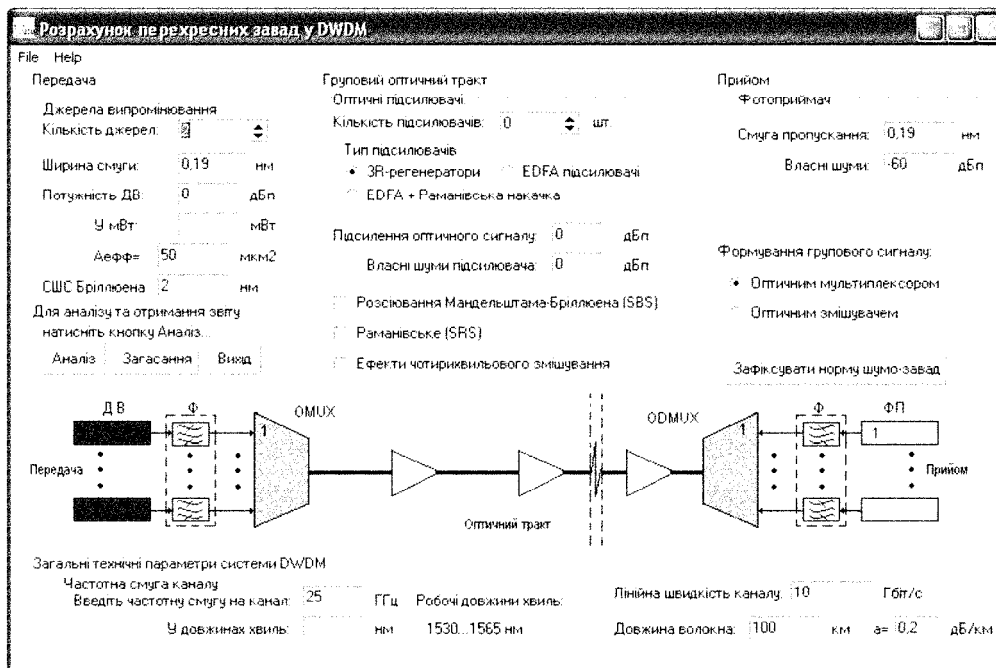 Розрахунок перехресних завад у DWDM
File Help
Передача
Джерела випромінювання
Кількість джерел: 2
Ширина смуги: 0,19 нм
Потужність ДВ: 0 дБп
У мВт: мВт
Аефф= 50 мкм2
СШС Бріллюена 2 нм
Для аналізу та отримання звіту
натисніть кнопку Аналіз...
Аналіз Загасання Вихід
Груповий оптичний тракт
Оптичні підсилювачі
Кількість підсилювачів: 0 шт.
Тип підсилювачів
3R-регенератори EDFA підсилювачі
EDFA + Раманівська накачка
Підсилення оптичного сигналу: 0 дБп
Власні шуми підсилювача: 0 дБп
Розсіювання Мандельштама-Бріллюена (SBS)
Раманівське (SRS)
Ефекти чотирихвильового змішування
Прийом
Фотоприймач
Смуга пропускання: 0,19 нм
Власні шуми: -60 дБп
Формування групового сигналу:
Оптичним мультиплексором
Оптичним змішувачем
Зафіксувати норму шумо-завад
ДВ Ф OMUX ODMUX Ф ФП
1 1 1
Передача Прийом
Оптичний тракт
Загальні технічні параметри системи DWDM
Частотна смуга каналу
Введіть частотну смугу на канал: 25 ГГц Робочі довжини хвиль:
У довжинах хвиль: нм 1530...1565 нм
Лінійна швидкість каналу: 10 Гбіт/с
Довжина волокна: 100 км а= 0,2 дБ/км